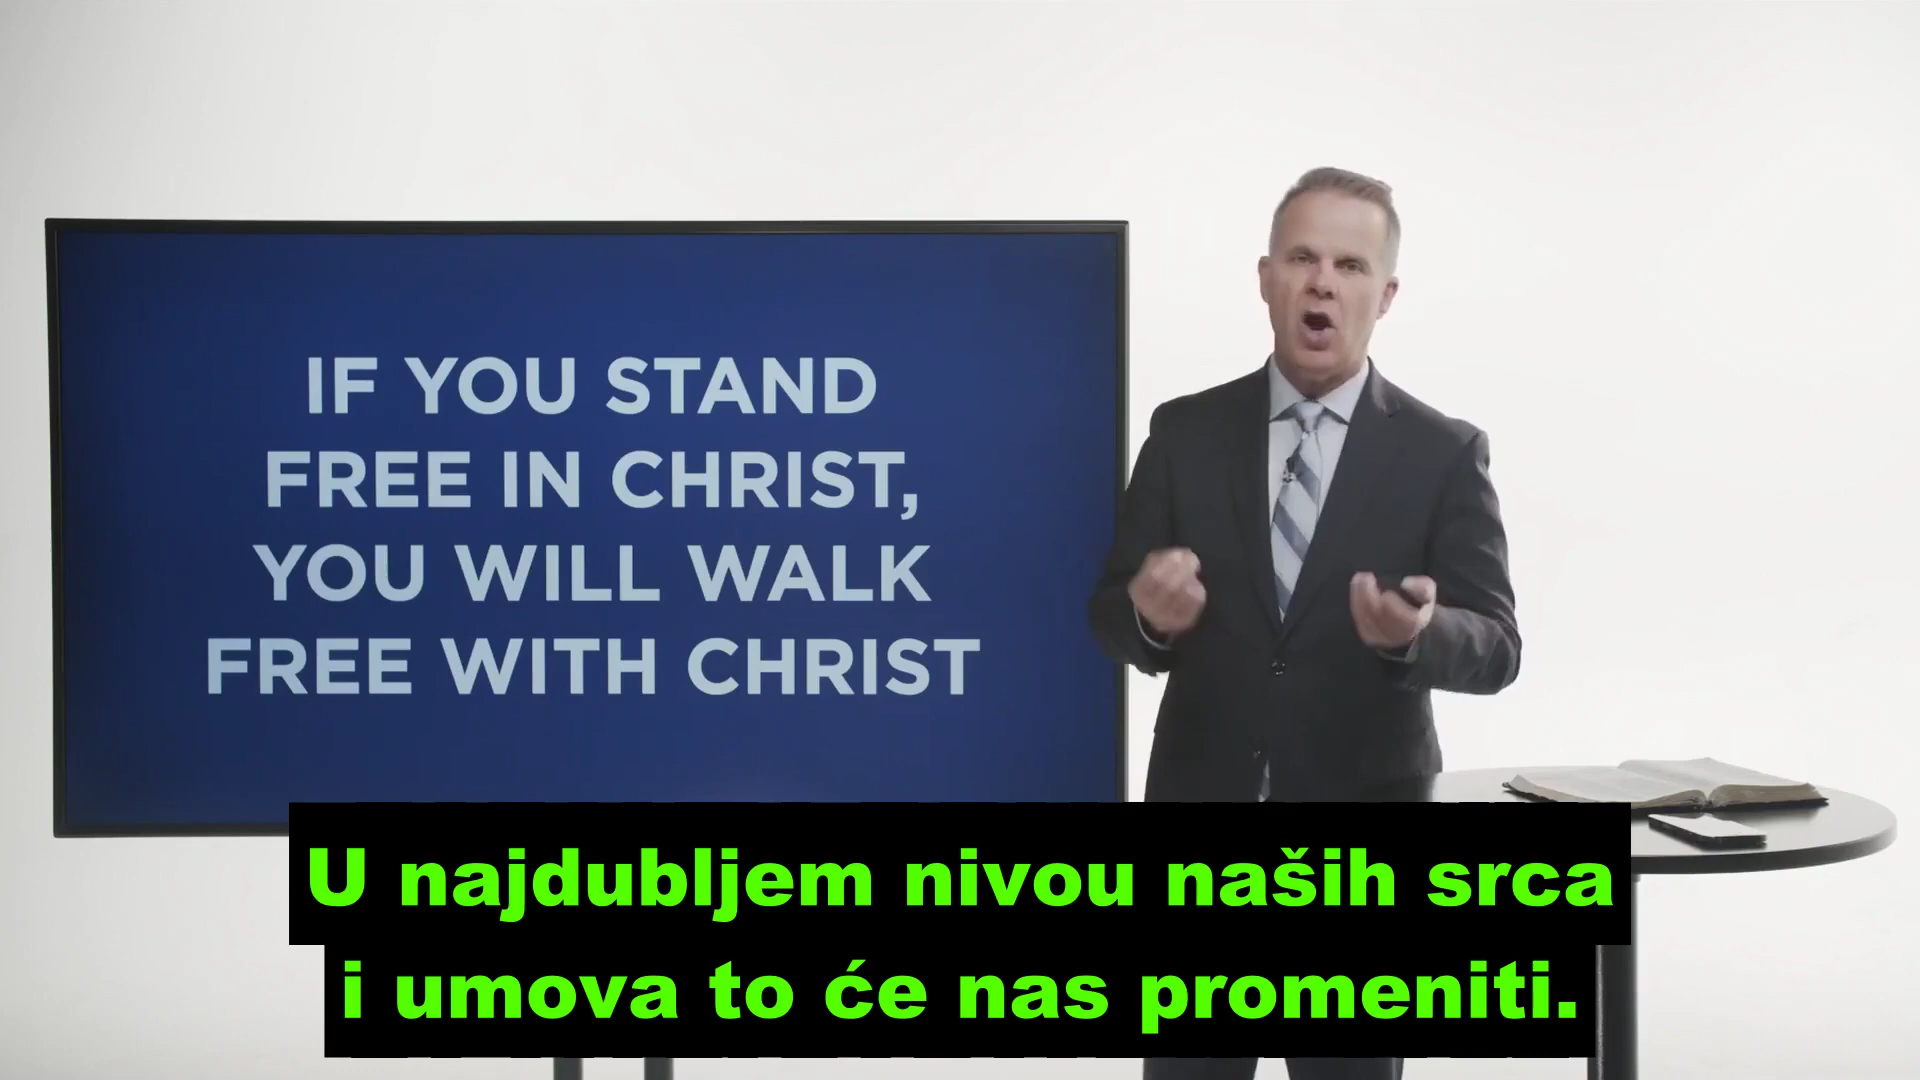 IF YOU STAND
FREE IN CHRIST,
YOU WILL WALK
FREE WITH CHRIST
U najdubljem nivou naših srca
i umova to će nas promeniti.